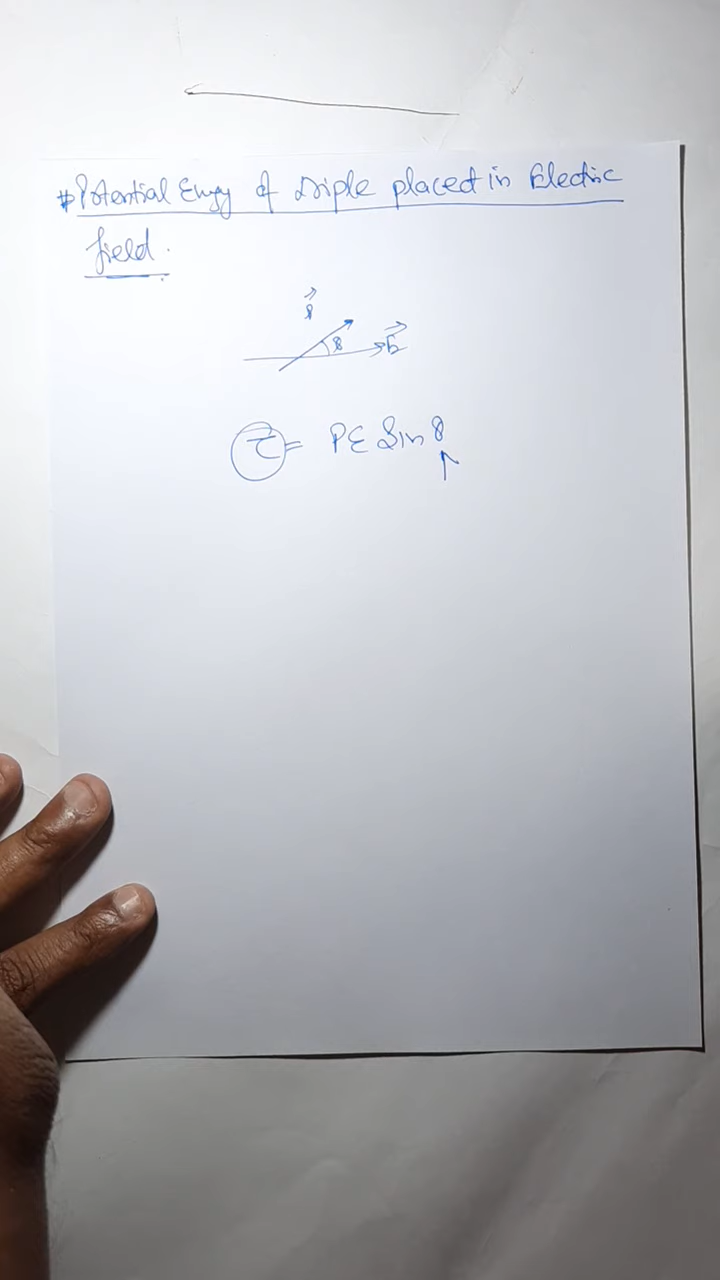 # Potential Enrgy of Diple placed in Electric
field.
p⃗
θ
E⃗
τ = PE Sin θ